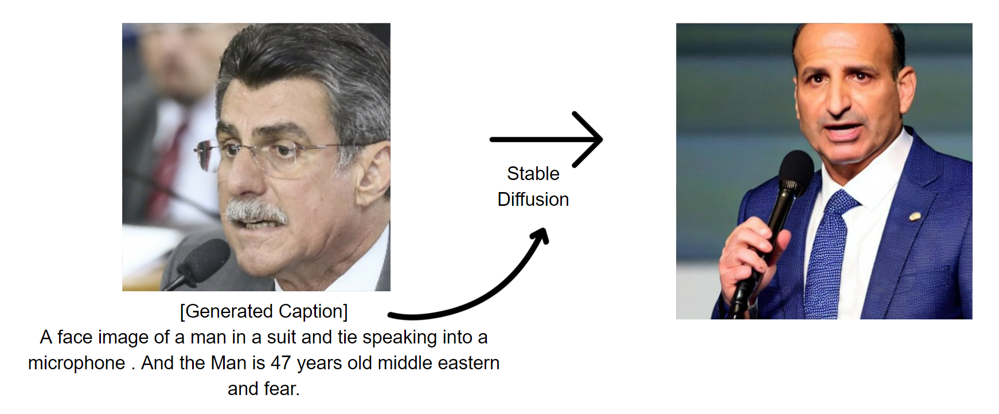 Stable
Diffusion
[Generated Caption]
A face image of a man in a suit and tie speaking into a
microphone . And the Man is 47 years old middle eastern
and fear.